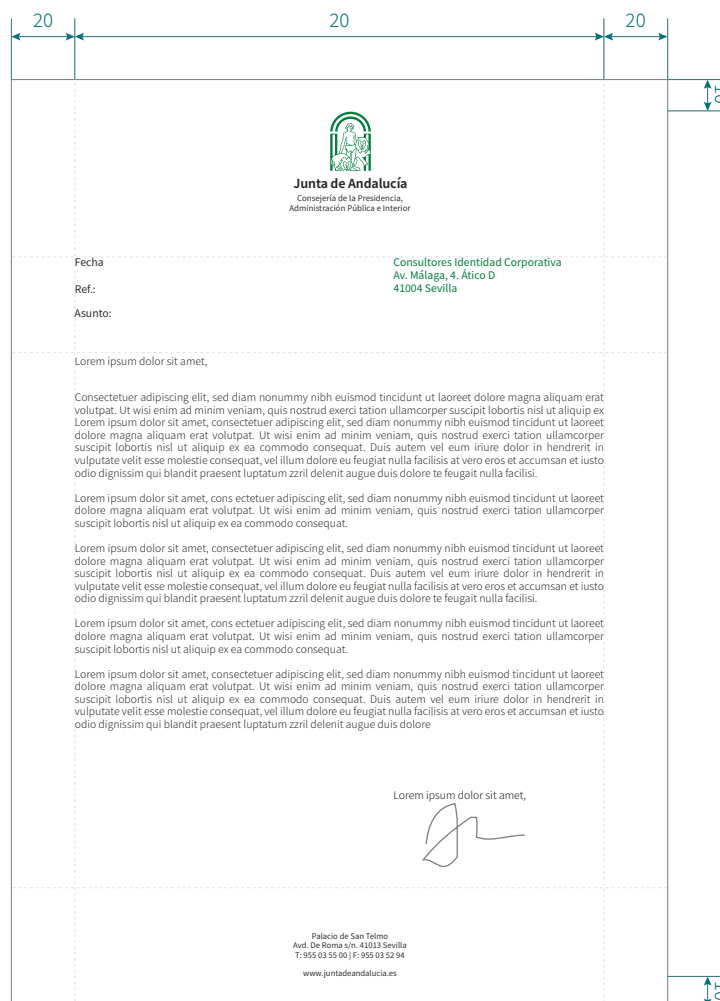 20 20 20
10
Junta de Andalucía
Consejería de la Presidencia,
Administración Pública e Interior
Fecha
Consultores Identidad Corporativa
Av. Málaga, 4. Ático D
Ref.:
41004 Sevilla
Asunto:
Lorem ipsum dolor sit amet,
Consectetuer adipiscing elit, sed diam nonummy nibh euismod tincidunt ut laoreet dolore magna aliquam erat
volutpat. Ut wisi enim ad minim veniam, quis nostrud exerci tation ullamcorper suscipit lobortis nisl ut aliquip ex
Lorem ipsum dolor sit amet, consectetuer adipiscing elit, sed diam nonummy nibh euismod tincidunt ut laoreet
dolore magna aliquam erat volutpat. Ut wisi enim ad minim veniam, quis nostrud exerci tation ullamcorper
suscipit lobortis nisl ut aliquip ex ea commodo consequat. Duis autem vel eum iriure dolor in hendrerit in
vulputate velit esse molestie consequat, vel illum dolore eu feugiat nulla facilisis at vero eros et accumsan et iusto
odio dignissim qui blandit praesent luptatum zzril delenit augue duis dolore te feugait nulla facilisi.
Lorem ipsum dolor sit amet, cons ectetuer adipiscing elit, sed diam nonummy nibh euismod tincidunt ut laoreet
dolore magna aliquam erat volutpat. Ut wisi enim ad minim veniam, quis nostrud exerci tation ullamcorper
suscipit lobortis nisl ut aliquip ex ea commodo consequat.
Lorem ipsum dolor sit amet, consectetuer adipiscing elit, sed diam nonummy nibh euismod tincidunt ut laoreet
dolore magna aliquam erat volutpat. Ut wisi enim ad minim veniam, quis nostrud exerci tation ullamcorper
suscipit lobortis nisl ut aliquip ex ea commodo consequat. Duis autem vel eum iriure dolor in hendrerit in
vulputate velit esse molestie consequat, vel illum dolore eu feugiat nulla facilisis at vero eros et accumsan et iusto
odio dignissim qui blandit praesent luptatum zzril delenit augue duis dolore te feugait nulla facilisi.
Lorem ipsum dolor sit amet, consectetuer adipiscing elit, sed diam nonummy nibh euismod tincidunt ut laoreet
dolore magna aliquam erat volutpat. Ut wisi enim ad minim veniam, quis nostrud exerci tation ullamcorper
suscipit lobortis nisl ut aliquip ex ea commodo consequat.
Lorem ipsum dolor sit amet, consectetuer adipiscing elit, sed diam nonummy nibh euismod tincidunt ut laoreet
dolore magna aliquam erat volutpat. Ut wisi enim ad minim veniam, quis nostrud exerci tation ullamcorper
suscipit lobortis nisl ut aliquip ex ea commodo consequat. Duis autem vel eum iriure dolor in hendrerit in
vulputate velit esse molestie consequat, vel illum dolore eu feugiat nulla facilisis at vero eros et accumsan et iusto
odio dignissim qui blandit praesent luptatum zzril delenit augue duis dolore
Lorem ipsum dolor sit amet,
Palacio de San Telmo
Avd. De Roma s/n. 41013 Sevilla
T: 955 03 55 00 | F: 955 03 52 94
www.juntadeandalucia.es